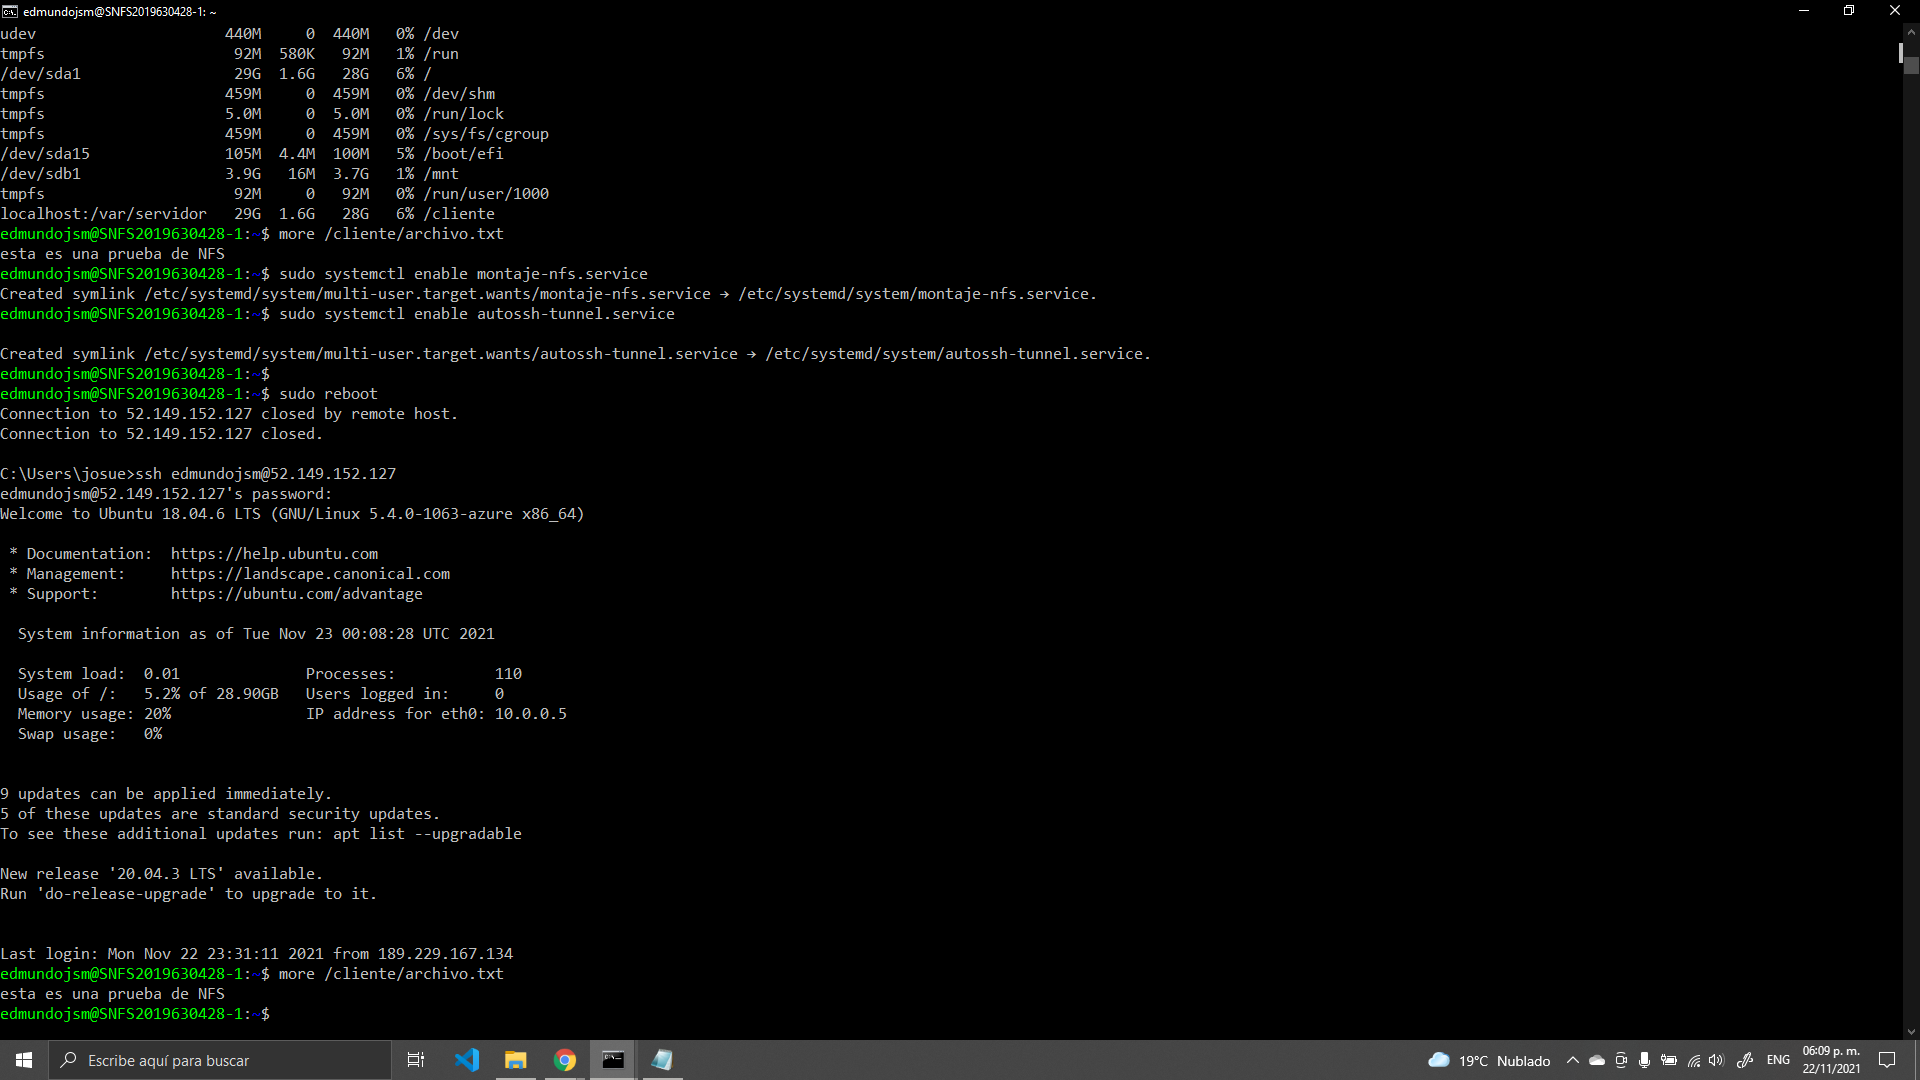 edmundojsm@SNFS2019630428-1: ~
udev                     440M     0  440M   0% /dev
tmpfs                     92M  580K   92M   1% /run
/dev/sda1                 29G  1.6G   28G   6% /
tmpfs                    459M     0  459M   0% /dev/shm
tmpfs                    5.0M     0  5.0M   0% /run/lock
tmpfs                    459M     0  459M   0% /sys/fs/cgroup
/dev/sda15               105M  4.4M  100M   5% /boot/efi
/dev/sdb1                3.9G   16M  3.7G   1% /mnt
tmpfs                     92M     0   92M   0% /run/user/1000
localhost:/var/servidor   29G  1.6G   28G   6% /cliente
edmundojsm@SNFS2019630428-1:~$ more /cliente/archivo.txt
esta es una prueba de NFS
edmundojsm@SNFS2019630428-1:~$ sudo systemctl enable montaje-nfs.service
Created symlink /etc/systemd/system/multi-user.target.wants/montaje-nfs.service → /etc/systemd/system/montaje-nfs.service.
edmundojsm@SNFS2019630428-1:~$ sudo systemctl enable autossh-tunnel.service
Created symlink /etc/systemd/system/multi-user.target.wants/autossh-tunnel.service → /etc/systemd/system/autossh-tunnel.service.
edmundojsm@SNFS2019630428-1:~$
edmundojsm@SNFS2019630428-1:~$ sudo reboot
Connection to 52.149.152.127 closed by remote host.
Connection to 52.149.152.127 closed.
C:\Users\josue>ssh edmundojsm@52.149.152.127
edmundojsm@52.149.152.127's password:
Welcome to Ubuntu 18.04.6 LTS (GNU/Linux 5.4.0-1063-azure x86_64)
* Documentation:  https://help.ubuntu.com
* Management:     https://landscape.canonical.com
* Support:        https://ubuntu.com/advantage
System information as of Tue Nov 23 00:08:28 UTC 2021
System load:  0.01              Processes:           110
Usage of /:   5.2% of 28.90GB   Users logged in:     0
Memory usage: 20%               IP address for eth0: 10.0.0.5
Swap usage:   0%
9 updates can be applied immediately.
5 of these updates are standard security updates.
To see these additional updates run: apt list --upgradable
New release '20.04.3 LTS' available.
Run 'do-release-upgrade' to upgrade to it.
Last login: Mon Nov 22 23:31:11 2021 from 189.229.167.134
edmundojsm@SNFS2019630428-1:~$ more /cliente/archivo.txt
esta es una prueba de NFS
edmundojsm@SNFS2019630428-1:~$
Escribe aquí para buscar
19°C Nublado
ENG
06:09 p. m.
22/11/2021